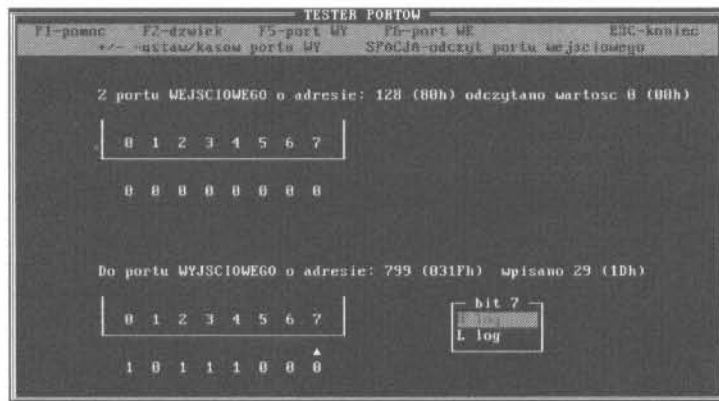 TESTER PORTOW
F1-pomoc F2-dzwiek F5-port WY F6-port WE ESC-koniec
+/- -ustaw/kasow portu WY SPACJA-odczyt portu wejsciowego
Z portu WEJSCIOWEGO o adresie: 128 (80h) odczytano wartosc 0 (00h)
0 1 2 3 4 5 6 7
0 0 0 0 0 0 0 0
Do portu WYJSCIOWEGO o adresie: 799 (031Fh) wpisano 29 (1Dh)
0 1 2 3 4 5 6 7
bit 7
log
L log
1 0 1 1 1 0 0 0